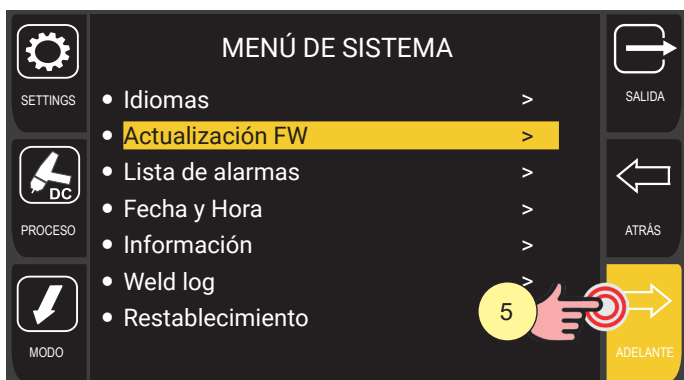 MENÚ DE SISTEMA
SETTINGS
DC
PROCESO
MODO
• Idiomas >
• Actualización FW >
• Lista de alarmas >
• Fecha y Hora >
• Información >
• Weld log >
• Restablecimiento
5
SALIDA
ATRÁS
ADELANTE